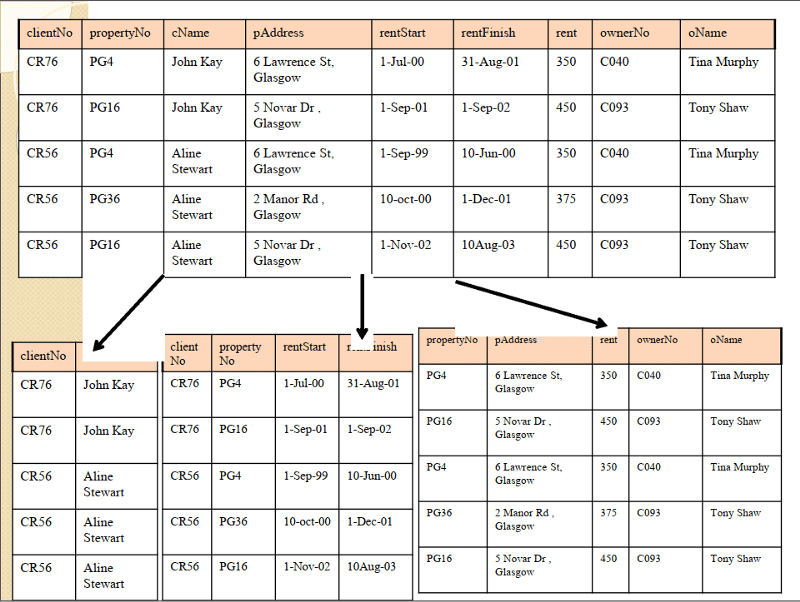 clientNo propertyNo cName pAddress rentStart rentFinish rent ownerNo oName
CR76 PG4 John Kay 6 Lawrence St, 1-Jul-00 31-Aug-01 350 C040 Tina Murphy
Glasgow
CR76 PG16 John Kay 5 Novar Dr , 1-Sep-01 1-Sep-02 450 C093 Tony Shaw
Glasgow
CR56 PG4 Aline 6 Lawrence St, 1-Sep-99 10-Jun-00 350 C040 Tina Murphy
Stewart Glasgow
CR56 PG36 Aline 2 Manor Rd , 10-oct-00 1-Dec-01 375 C093 Tony Shaw
Stewart Glasgow
CR56 PG16 Aline 5 Novar Dr , 1-Nov-02 10Aug-03 450 C093 Tony Shaw
Stewart Glasgow
clientNo
CR76 John Kay
CR76 John Kay
CR56 Aline
Stewart
CR56 Aline
Stewart
CR56 Aline
Stewart
client property rentStart
No No
CR76 PG4 1-Jul-00 31-Aug-01
CR76 PG16 1-Sep-01 1-Sep-02
CR56 PG4 1-Sep-99 10-Jun-00
CR56 PG36 10-oct-00 1-Dec-01
CR56 PG16 1-Nov-02 10Aug-03
propertyNo pAddress rent ownerNo oName
PG4 6 Lawrence St, 350 C040 Tina Murphy
Glasgow
PG16 5 Novar Dr , 450 C093 Tony Shaw
Glasgow
PG4 6 Lawrence St, 350 C040 Tina Murphy
Glasgow
PG36 2 Manor Rd , 375 C093 Tony Shaw
Glasgow
PG16 5 Novar Dr , 450 C093 Tony Shaw
Glasgow